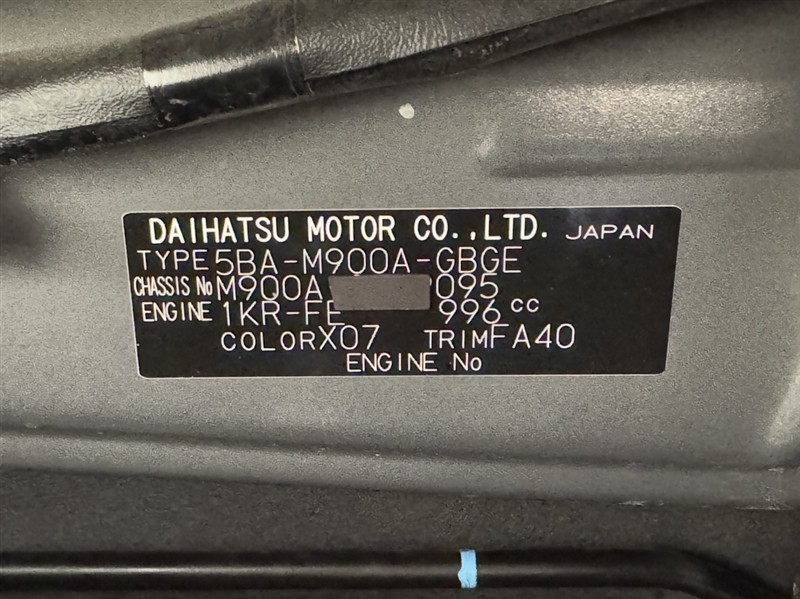 DAIHATSU MOTOR CO.,LTD. JAPAN
TYPE 5BA-M900A-GBGE
CHASSIS No M900A 095
ENGINE 1KR-FE 996 cc
COLOR X07 TRIM FA40
ENGINE No